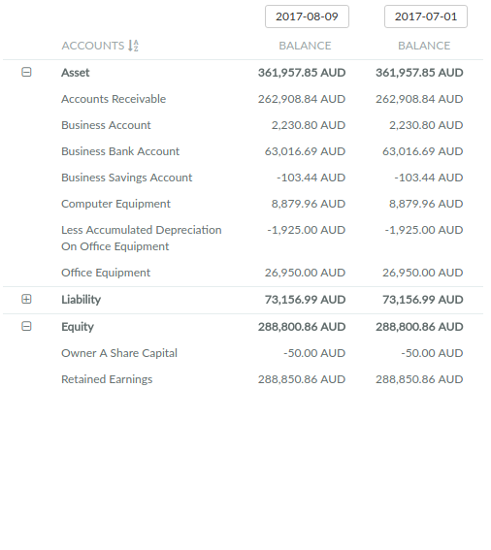 2017-08-09 2017-07-01
ACCOUNTS BALANCE BALANCE
Asset 361,957.85 AUD 361,957.85 AUD
Accounts Receivable 262,908.84 AUD 262,908.84 AUD
Business Account 2,230.80 AUD 2,230.80 AUD
Business Bank Account 63,016.69 AUD 63,016.69 AUD
Business Savings Account -103.44 AUD -103.44 AUD
Computer Equipment 8,879.96 AUD 8,879.96 AUD
Less Accumulated Depreciation -1,925.00 AUD -1,925.00 AUD
On Office Equipment
Office Equipment 26,950.00 AUD 26,950.00 AUD
Liability 73,156.99 AUD 73,156.99 AUD
Equity 288,800.86 AUD 288,800.86 AUD
Owner A Share Capital -50.00 AUD -50.00 AUD
Retained Earnings 288,850.86 AUD 288,850.86 AUD